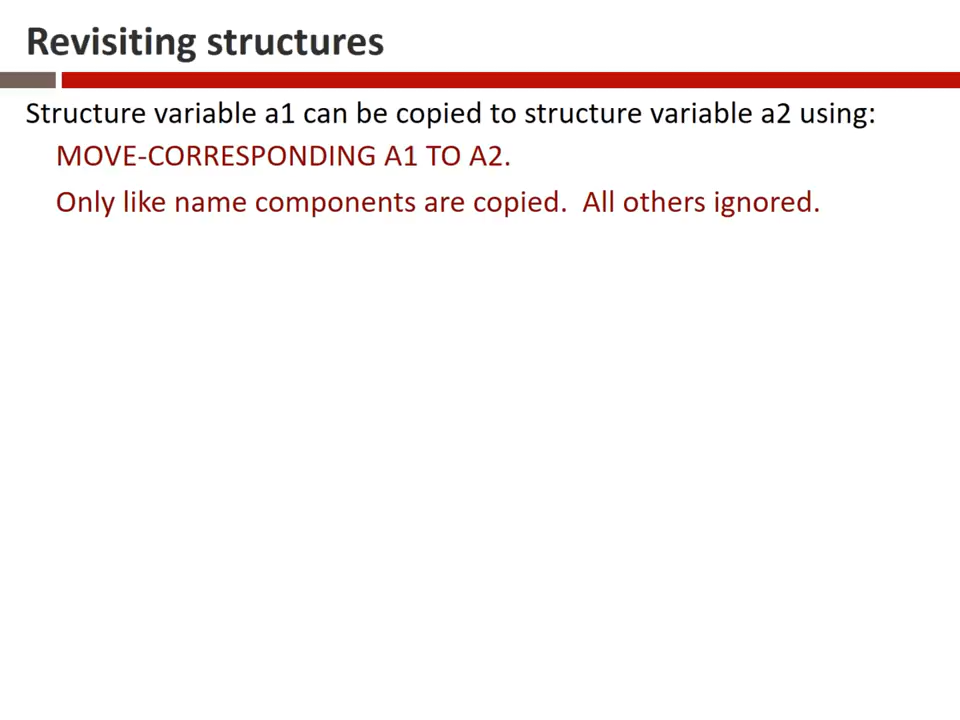 Revisiting structures
Structure variable a1 can be copied to structure variable a2 using:
MOVE-CORRESPONDING A1 TO A2.
Only like name components are copied.  All others ignored.